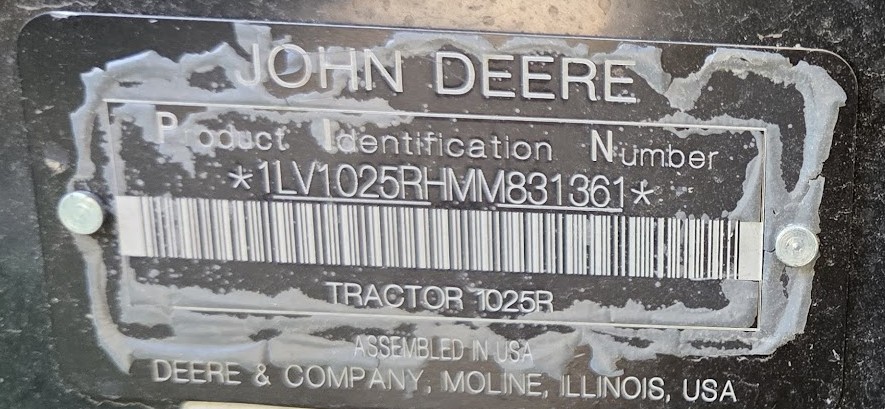 JOHN DEERE
Product Identification Number
*1LV1025RHMM831361*
TRACTOR 1025R
ASSEMBLED IN USA
DEERE & COMPANY, MOLINE, ILLINOIS, USA